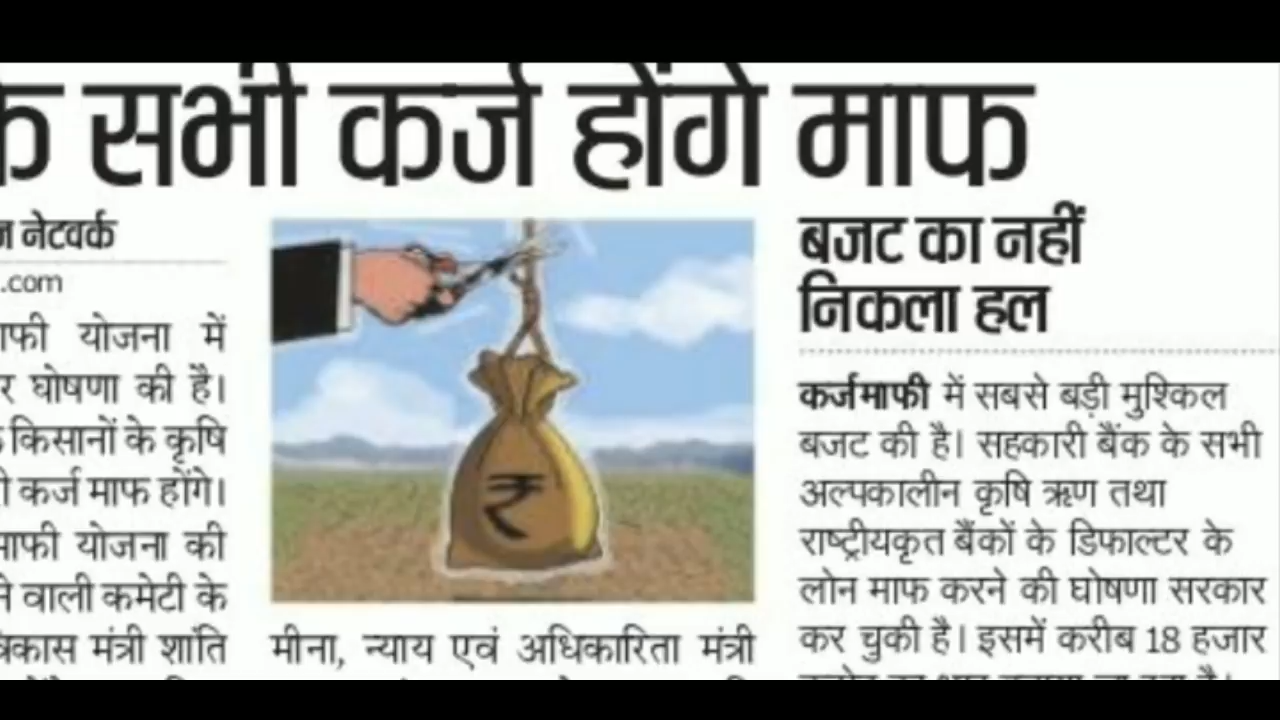 के सभी कर्ज होंगे माफ
नेटवर्क
.com
योजना में
घोषणा की है।
किसानों के कृषि
कर्ज माफ होंगे।
योजना की
वाली कमेटी के
मंत्री शांति
₹
मीना, न्याय एवं अधिकारिता मंत्री
बजट का नहीं
निकला हल
कर्जमाफी में सबसे बड़ी मुश्किल
बजट की है। सहकारी बैंक के सभी
अल्पकालीन कृषि ऋण तथा
राष्ट्रीयकृत बैंकों के डिफाल्टर के
लोन माफ करने की घोषणा सरकार
कर चुकी है। इसमें करीब 18 हजार